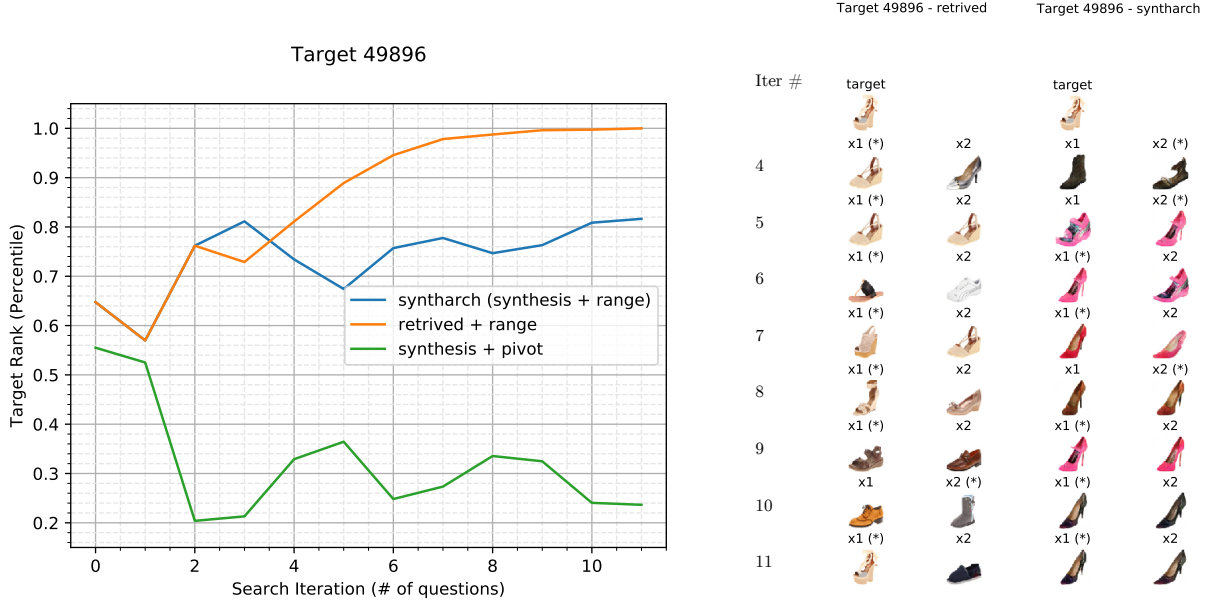 Target 49896
1.0
0.9
0.8
0.7
0.6
0.5
0.4
0.3
0.2
Target Rank (Percentile)
syntharch (synthesis + range)
retrived + range
synthesis + pivot
0 2 4 6 8 10
Search Iteration (# of questions)
Target 49896 - retrived Target 49896 - syntharch
Iter # target target
x1 (*) x2 x1 x2 (*)
4
x1 (*) x2 x1 x2 (*)
5
x1 (*) x2 x1 (*) x2
6
x1 (*) x2 x1 (*) x2
7
x1 (*) x2 x1 x2 (*)
8
x1 (*) x2 x1 (*) x2
9
x1 x2 (*) x1 (*) x2
10
x1 (*) x2 x1 (*) x2
11